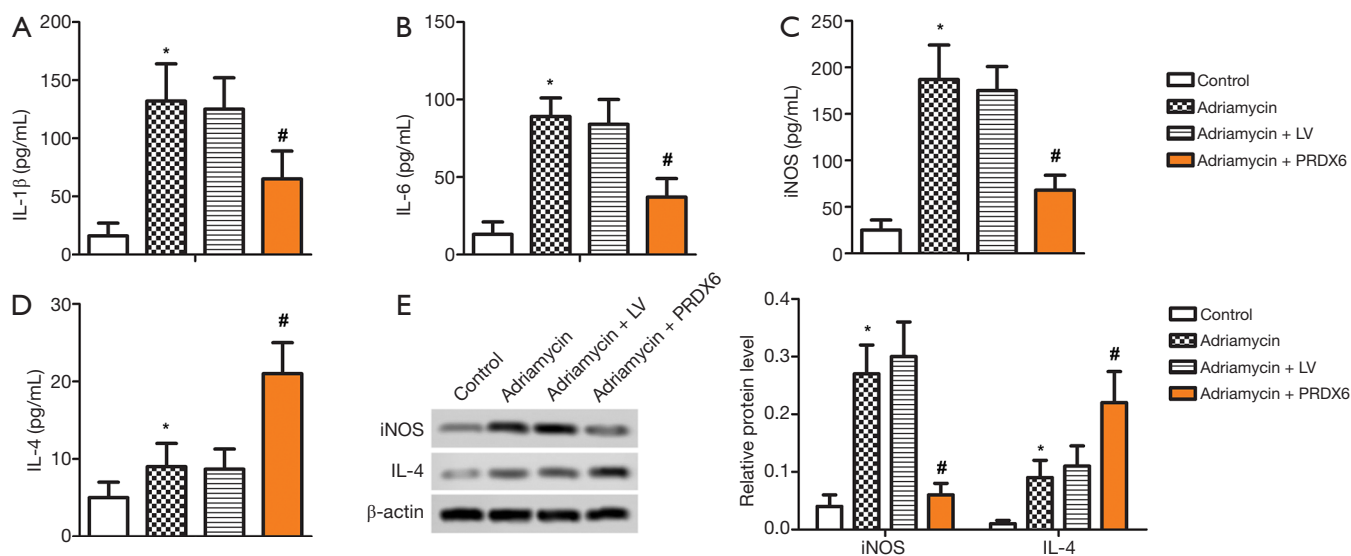 A
IL-1β (pg/mL)
200
150
100
50
0
*
#
B
IL-6 (pg/mL)
150
100
50
0
*
#
C
iNOS (pg/mL)
250
200
150
100
50
0
*
#
Control
Adriamycin
Adriamycin + LV
Adriamycin + PRDX6
D
IL-4 (pg/mL)
30
20
10
0
*
#
E
Control
Adriamycin
Adriamycin + LV
Adriamycin + PRDX6
iNOS
IL-4
β-actin
Relative protein level
0.4
0.3
0.2
0.1
0.0
*
#
*
#
iNOS
IL-4
Control
Adriamycin
Adriamycin + LV
Adriamycin + PRDX6